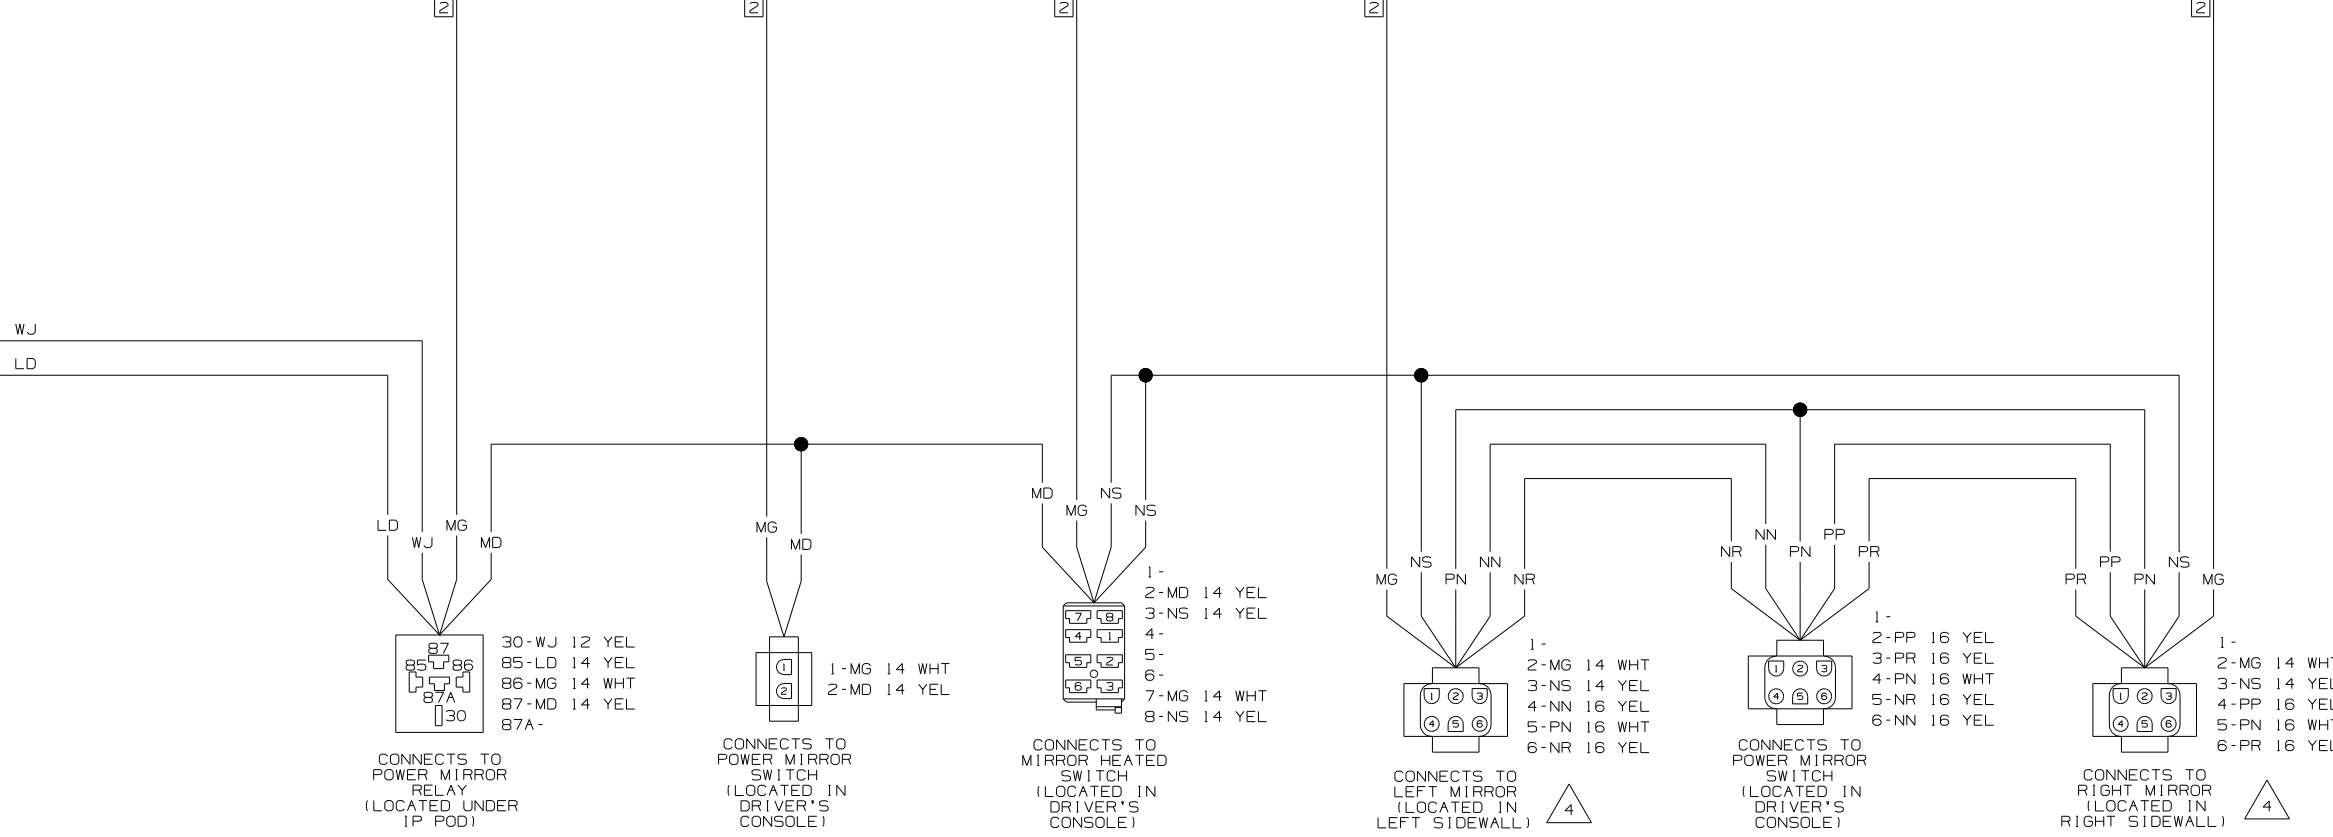 2
2
2
2
2
WJ
LD
LD
WJ
MG
MD
MG
MD
MD
MG
NS
NS
MG
NS
PN
NN
NR
NR
NN
PN
PP
PR
PR
PP
PN
NS
MG
87
85
86
87A
30
30-WJ 12 YEL
85-LD 14 YEL
86-MG 14 WHT
87-MD 14 YEL
87A-
CONNECTS TO
POWER MIRROR
RELAY
(LOCATED UNDER
IP POD)
1
2
1-MG 14 WHT
2-MD 14 YEL
CONNECTS TO
POWER MIRROR
SWITCH
(LOCATED IN
DRIVER'S
CONSOLE)
7 8
4 1
5 2
6 3
1-
2-MD 14 YEL
3-NS 14 YEL
4-
5-
6-
7-MG 14 WHT
8-NS 14 YEL
CONNECTS TO
MIRROR HEATED
SWITCH
(LOCATED IN
DRIVER'S
CONSOLE)
1 2 3
4 5 6
1-
2-MG 14 WHT
3-NS 14 YEL
4-NN 16 YEL
5-PN 16 WHT
6-NR 16 YEL
CONNECTS TO
LEFT MIRROR
(LOCATED IN
LEFT SIDEWALL)
4
1 2 3
4 5 6
1-
2-PP 16 YEL
3-PR 16 YEL
4-PN 16 WHT
5-NR 16 YEL
6-NN 16 YEL
CONNECTS TO
POWER MIRROR
SWITCH
(LOCATED IN
DRIVER'S
CONSOLE)
1 2 3
4 5 6
1-
2-MG 14 WHT
3-NS 14 YEL
4-PP 16 YEL
5-PN 16 WHT
6-PR 16 YEL
CONNECTS TO
RIGHT MIRROR
(LOCATED IN
RIGHT SIDEWALL)
4